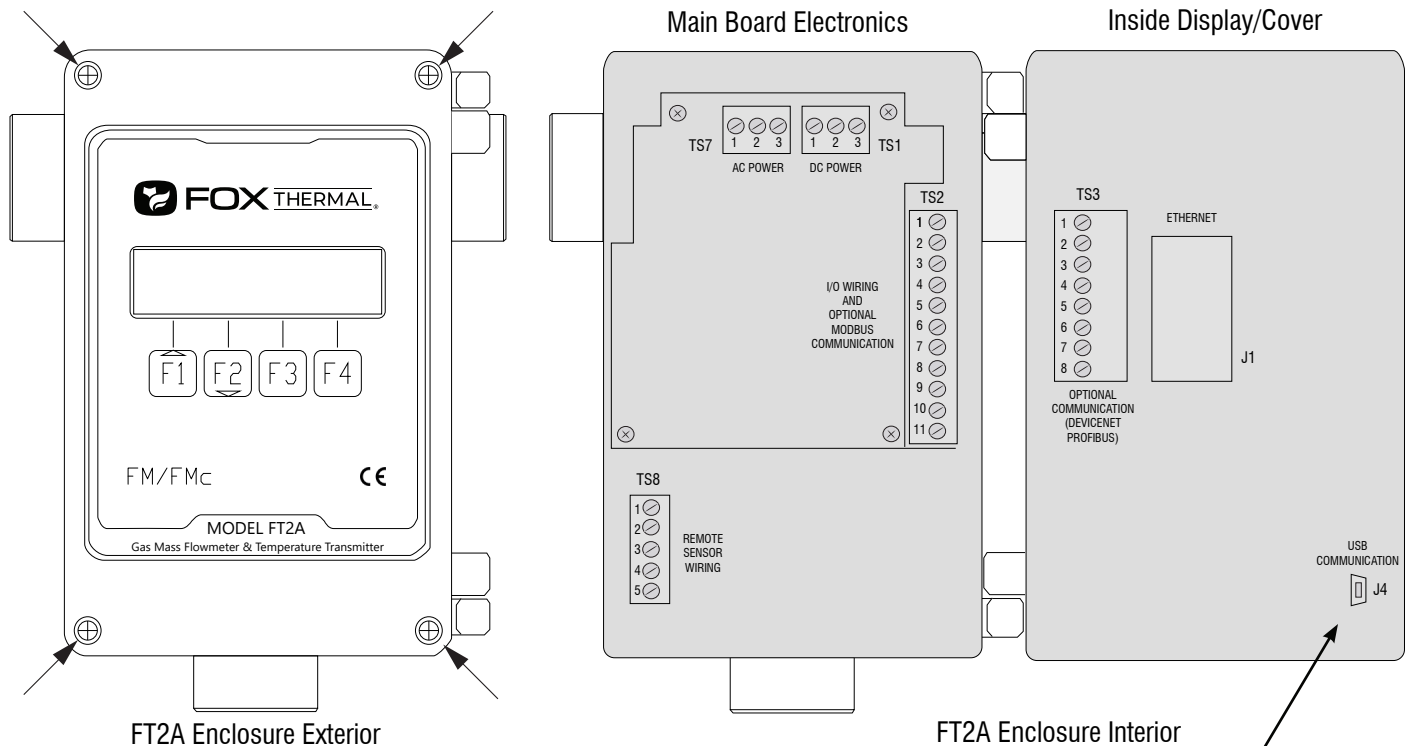 Main Board Electronics
Inside Display/Cover
FOX THERMAL®
F1 F2 F3 F4
FM/FMc
CE
MODEL FT2A
Gas Mass Flowmeter & Temperature Transmitter
FT2A Enclosure Exterior
TS7
1 2 3
1 2 3
TS1
AC POWER
DC POWER
TS2
1
2
3
4
5
6
7
8
9
10
11
I/O WIRING
AND
OPTIONAL
MODBUS
COMMUNICATION
TS8
1
2
3
4
5
REMOTE
SENSOR
WIRING
TS3
1
2
3
4
5
6
7
8
OPTIONAL
COMMUNICATION
(DEVICENET
PROFIBUS)
ETHERNET
J1
USB
COMMUNICATION
J4
FT2A Enclosure Interior